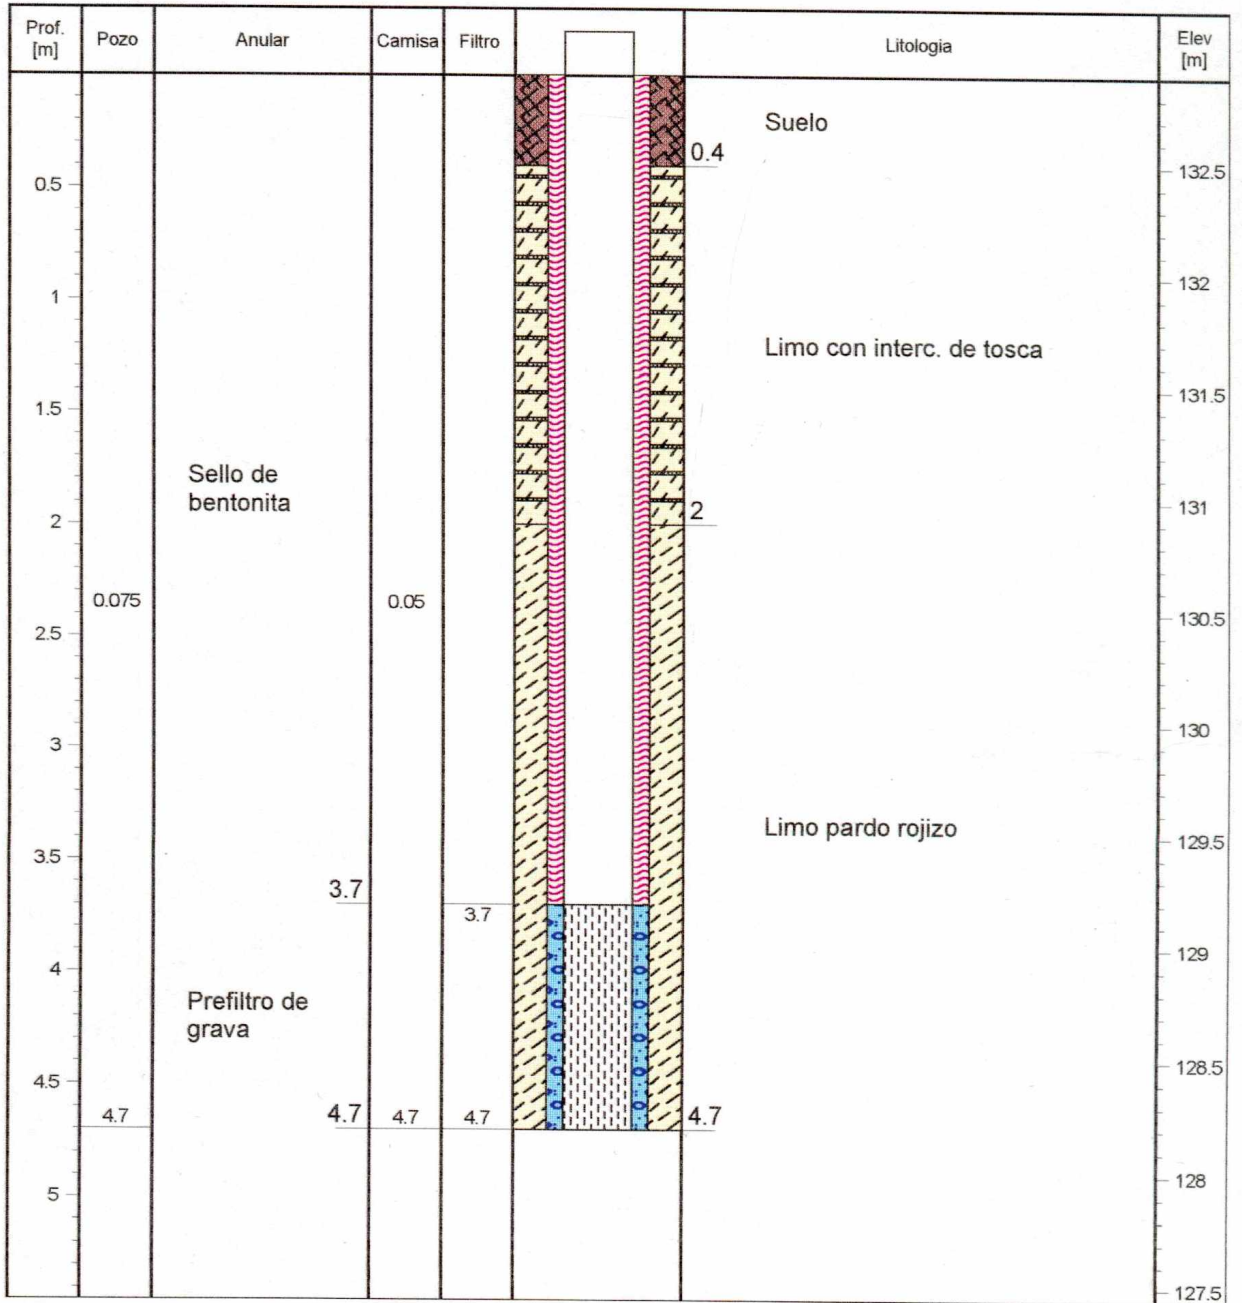 Prof.
[m]
Pozo
Anular
Camisa
Filtro
Litologia
Elev
[m]
Suelo
0.4
0.5
132.5
1
132
Limo con interc. de tosca
1.5
131.5
Sello de
bentonita
2
2
131
0.075
0.05
2.5
130.5
3
130
Limo pardo rojizo
3.5
129.5
3.7
3.7
4
129
Prefiltro de
grava
4.5
128.5
4.7
4.7
4.7
4.7
4.7
5
128
127.5